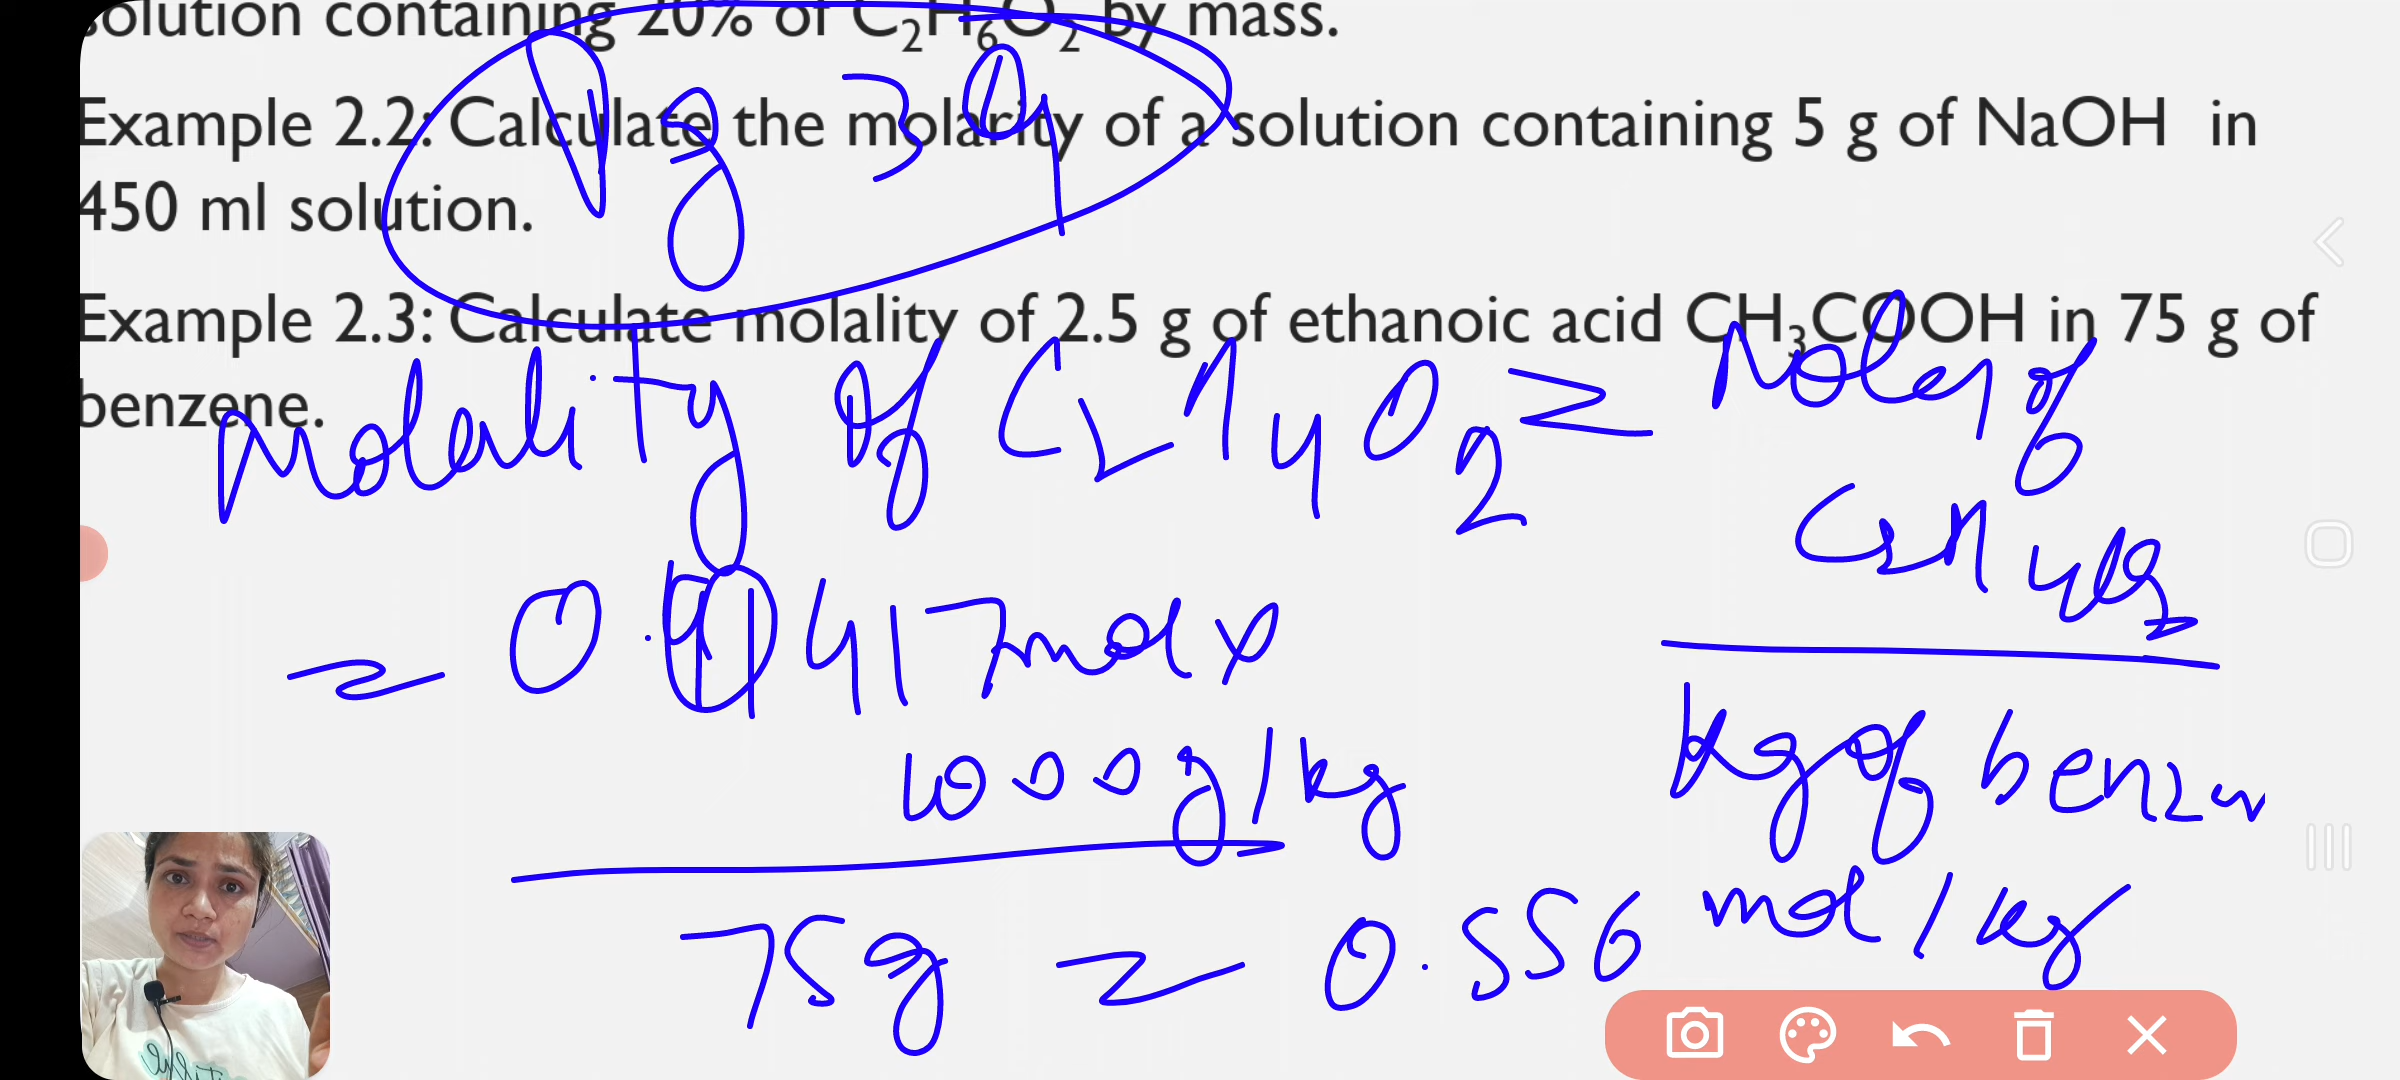 solution containing 20% of C₂H₆O₂ by mass.
Example 2.2: Calculate the molarity of a solution containing 5 g of NaOH in
450 ml solution.
Pg 39
Example 2.3: Calculate molality of 2.5 g of ethanoic acid CH₃COOH in 75 g of
benzene.
Molality of C₂H₄O₂ = Moles of
C₂H₄O₂
kg of benzen
= 0.0417 mol ×
1000 g/kg
75 g = 0.556 mol/kg